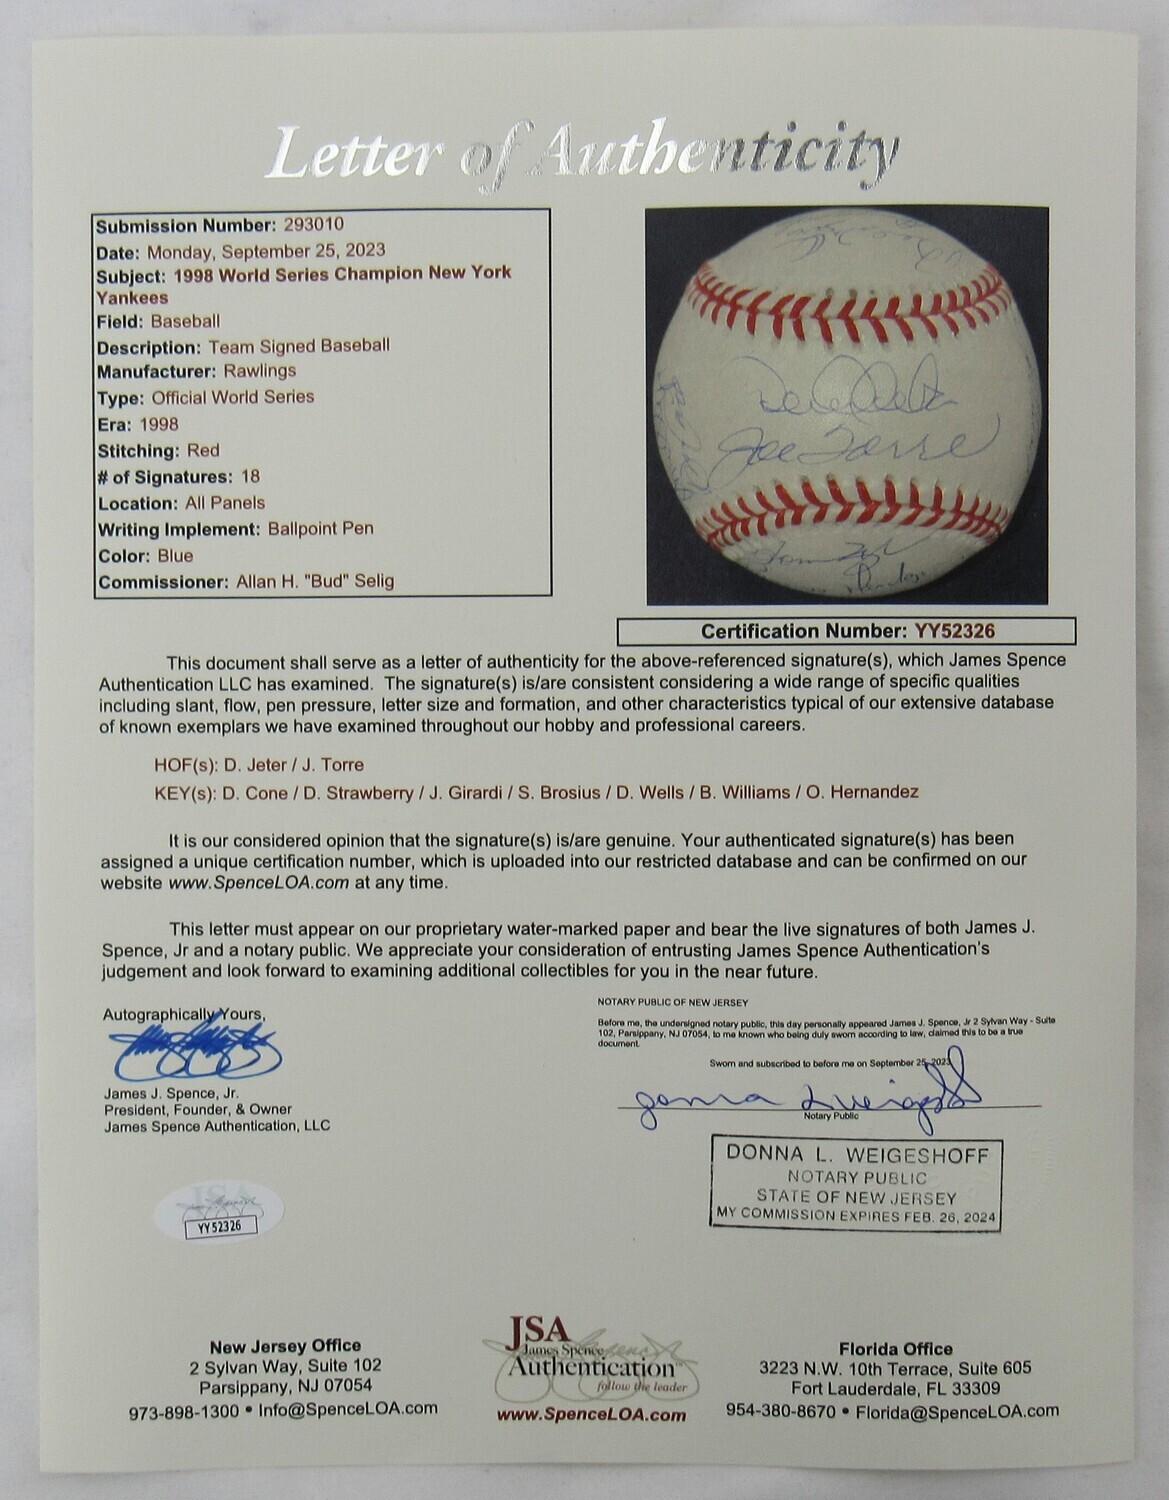 Letter of Authenticity
Submission Number: 293010
Date: Monday, September 25, 2023
Subject: 1998 World Series Champion New York
Yankees
Field: Baseball
Description: Team Signed Baseball
Manufacturer: Rawlings
Type: Official World Series
Era: 1998
Stitching: Red
# of Signatures: 18
Location: All Panels
Writing Implement: Ballpoint Pen
Color: Blue
Commissioner: Allan H. "Bud" Selig
Derek Jeter
Joe Torre
Certification Number: YY52326
This document shall serve as a letter of authenticity for the above-referenced signature(s), which James Spence
Authentication LLC has examined. The signature(s) is/are consistent considering a wide range of specific qualities
including slant, flow, pen pressure, letter size and formation, and other characteristics typical of our extensive database
of known exemplars we have examined throughout our hobby and professional careers.
HOF(s): D. Jeter / J. Torre
KEY(s): D. Cone / D. Strawberry / J. Girardi / S. Brosius / D. Wells / B. Williams / O. Hernandez
It is our considered opinion that the signature(s) is/are genuine. Your authenticated signature(s) has been
assigned a unique certification number, which is uploaded into our restricted database and can be confirmed on our
website www.SpenceLOA.com at any time.
This letter must appear on our proprietary water-marked paper and bear the live signatures of both James J.
Spence, Jr and a notary public. We appreciate your consideration of entrusting James Spence Authentication's
judgement and look forward to examining additional collectibles for you in the near future.
Autographically Yours,
James J. Spence, Jr.
President, Founder, & Owner
James Spence Authentication, LLC
NOTARY PUBLIC OF NEW JERSEY
Before me, the undersigned notary public, this day personally appeared James J. Spence, Jr 2 Sylvan Way - Suite
102, Parsippany, NJ 07054, to me known who being duly sworn according to law, claimed this to be a true
document.
Sworn and subscribed to before me on September 25, 2023
Donna L Weigeshoff
Notary Public
DONNA L. WEIGESHOFF
NOTARY PUBLIC
STATE OF NEW JERSEY
MY COMMISSION EXPIRES FEB. 26, 2024
JSA
YY52326
New Jersey Office
2 Sylvan Way, Suite 102
Parsippany, NJ 07054
973-898-1300 • Info@SpenceLOA.com
JSA
James Spence
Authentication™
follow the leader
www.SpenceLOA.com
Florida Office
3223 N.W. 10th Terrace, Suite 605
Fort Lauderdale, FL 33309
954-380-8670 • Florida@SpenceLOA.com